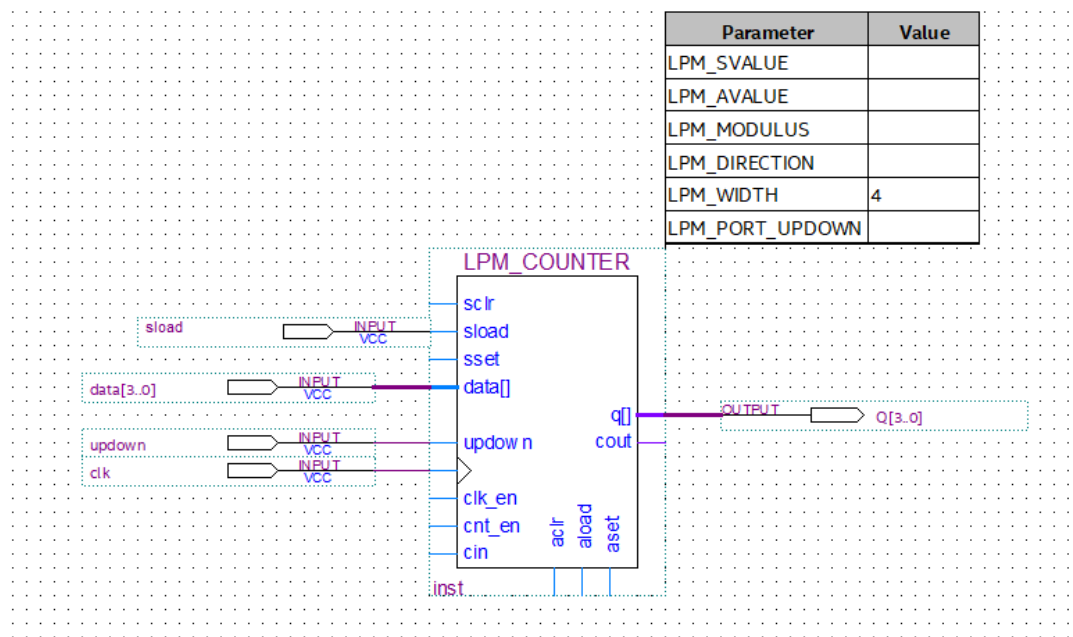 Parameter Value
LPM_SVALUE
LPM_AVALUE
LPM_MODULUS
LPM_DIRECTION
LPM_WIDTH 4
LPM_PORT_UPDOWN
LPM_COUNTER
sclr
sload INPUT VCC sload
sset
data[3..0] INPUT VCC data[]
q[] OUTPUT Q[3..0]
updown INPUT VCC updown cout
clk INPUT VCC
clk_en
cnt_en
cin
aclr
aload
aset
inst